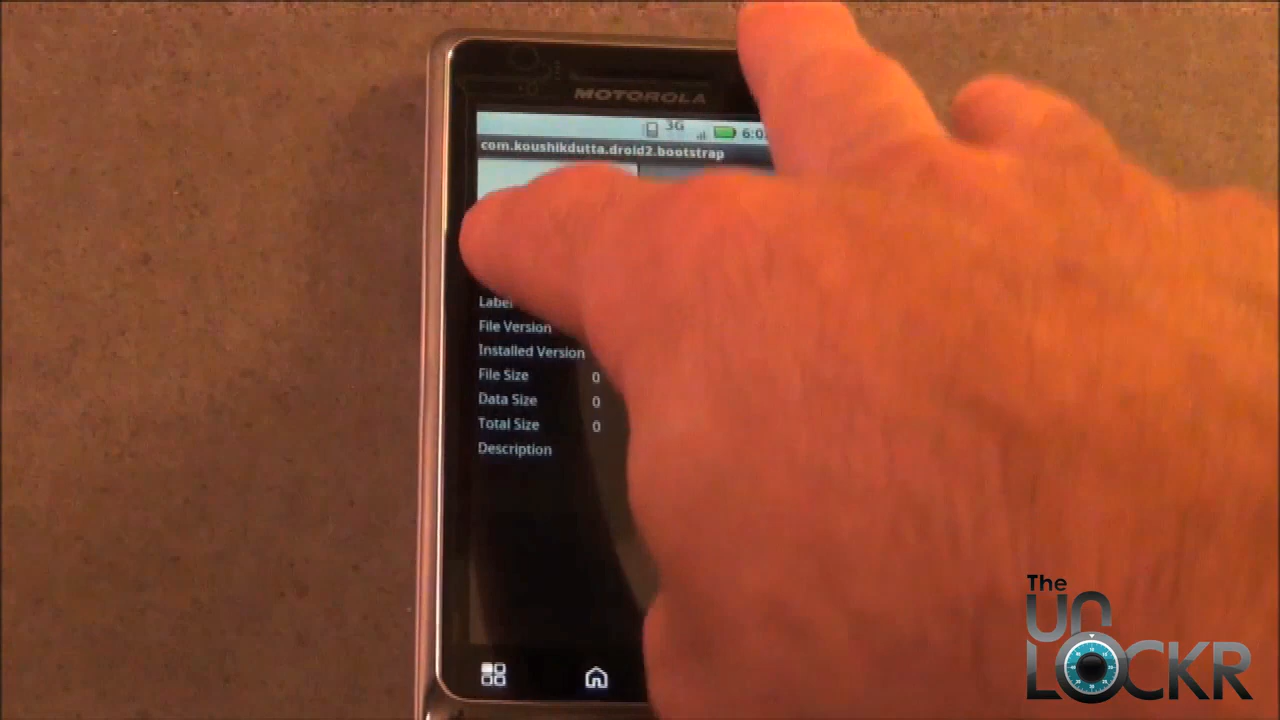 MOTOROLA
3G
com.koushikdutta.droid2.bootstrap
Label
File Version
Installed Version
File Size 0
Data Size 0
Total Size 0
Description
The
UNLOCKR